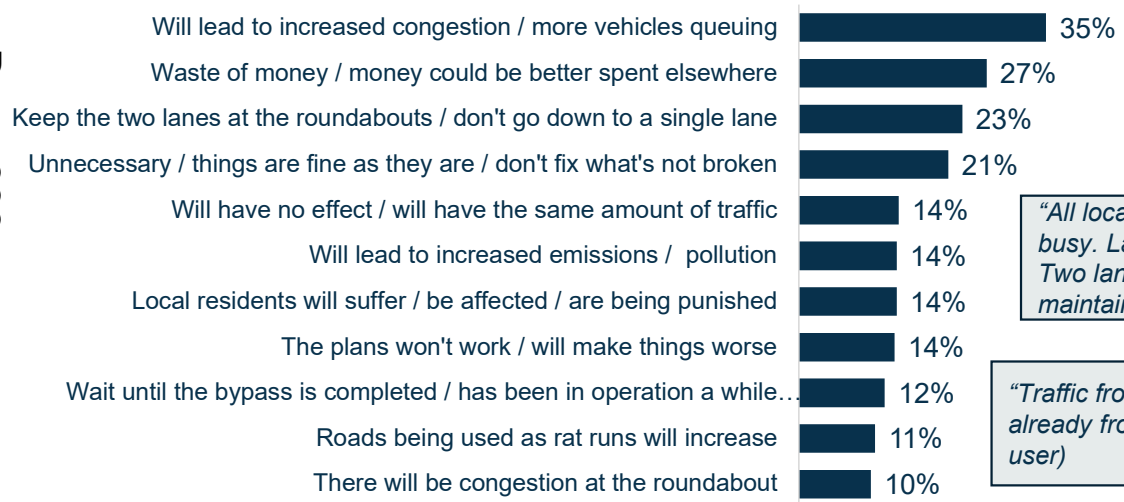 Will lead to increased congestion / more vehicles queuing 35%
Waste of money / money could be better spent elsewhere 27%
Keep the two lanes at the roundabouts / don't go down to a single lane 23%
Unnecessary / things are fine as they are / don't fix what's not broken 21%
Will have no effect / will have the same amount of traffic 14%
Will lead to increased emissions / pollution 14%
Local residents will suffer / be affected / are being punished 14%
The plans won't work / will make things worse 14%
Wait until the bypass is completed / has been in operation a while… 12%
Roads being used as rat runs will increase 11%
There will be congestion at the roundabout 10%
“All loca
busy. La
Two lan
maintain
“Traffic fro
already fro
user)